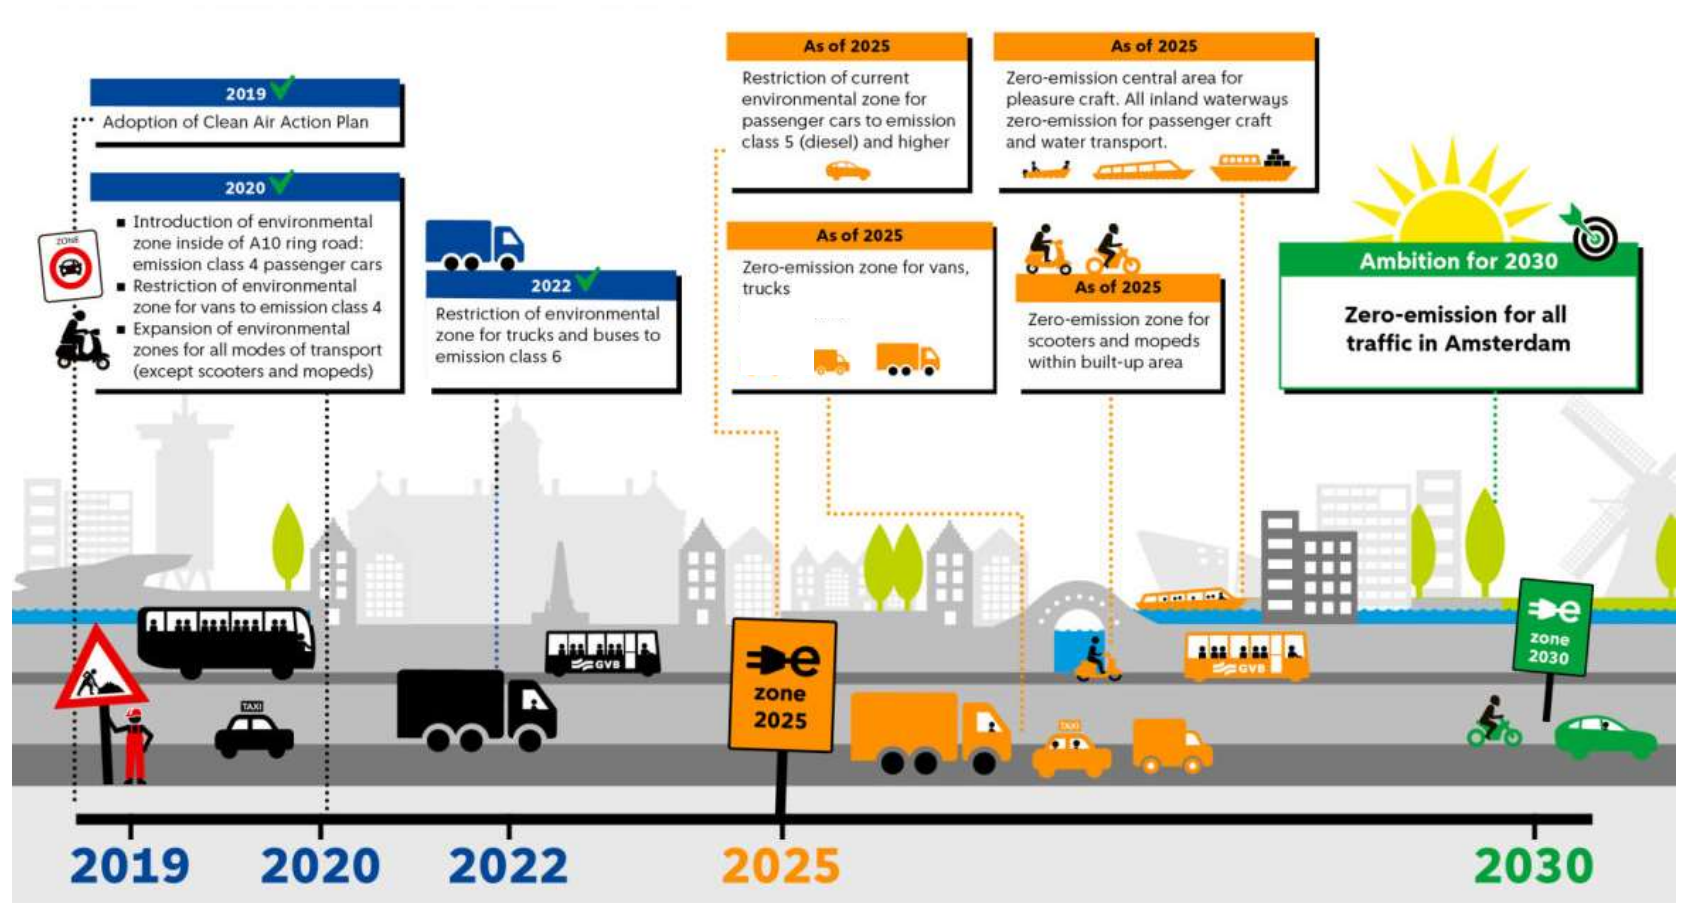 2019
Adoption of Clean Air Action Plan
2020
Introduction of environmental
zone inside of A10 ring road:
emission class 4 passenger cars
Restriction of environmental
zone for vans to emission class 4
Expansion of environmental
zones for all modes of transport
(except scooters and mopeds)
ZONE
2022
Restriction of environmental
zone for trucks and buses to
emission class 6
As of 2025
Restriction of current
environmental zone for
passenger cars to emission
class 5 (diesel) and higher
As of 2025
Zero-emission central area for
pleasure craft. All inland waterways
zero-emission for passenger craft
and water transport.
As of 2025
Zero-emission zone for vans,
trucks
As of 2025
Zero-emission zone for
scooters and mopeds
within built-up area
Ambition for 2030
Zero-emission for all
traffic in Amsterdam
GVB
GVB
TAXI
TAXI
e
zone
2025
e
zone
2030
2019
2020
2022
2025
2030